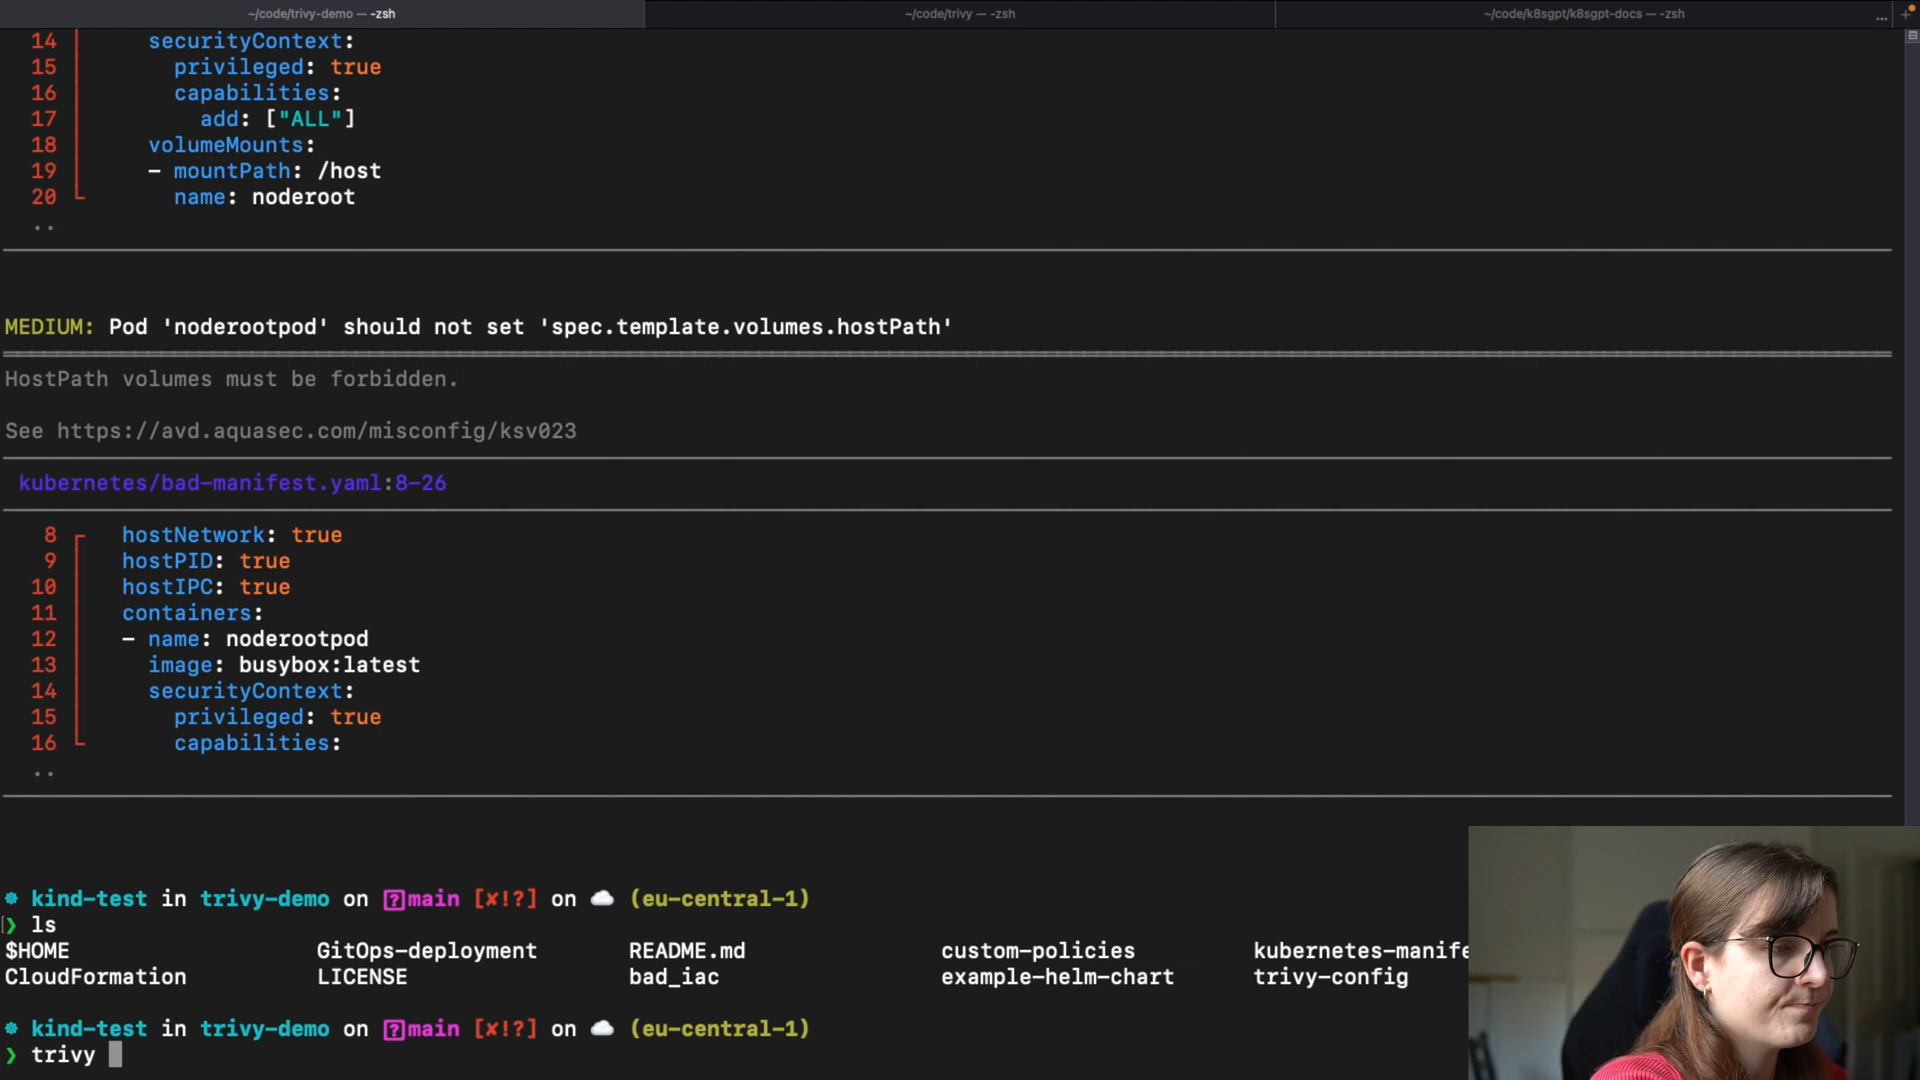 ~/code/trivy-demo — -zsh
~/code/trivy — -zsh
~/code/k8sgpt/k8sgpt-docs — -zsh
...
14 securityContext:
15 privileged: true
16 capabilities:
17 add: ["ALL"]
18 volumeMounts:
19 - mountPath: /host
20 name: noderoot
..
MEDIUM: Pod 'noderootpod' should not set 'spec.template.volumes.hostPath'
HostPath volumes must be forbidden.
See https://avd.aquasec.com/misconfig/ksv023
kubernetes/bad-manifest.yaml:8-26
8 hostNetwork: true
9 hostPID: true
10 hostIPC: true
11 containers:
12 - name: noderootpod
13 image: busybox:latest
14 securityContext:
15 privileged: true
16 capabilities:
..
kind-test in trivy-demo on main [✘!?] on ☁ (eu-central-1)
❯ ls
$HOME GitOps-deployment README.md custom-policies kubernetes-manife
CloudFormation LICENSE bad_iac example-helm-chart trivy-config
kind-test in trivy-demo on main [✘!?] on ☁ (eu-central-1)
❯ trivy